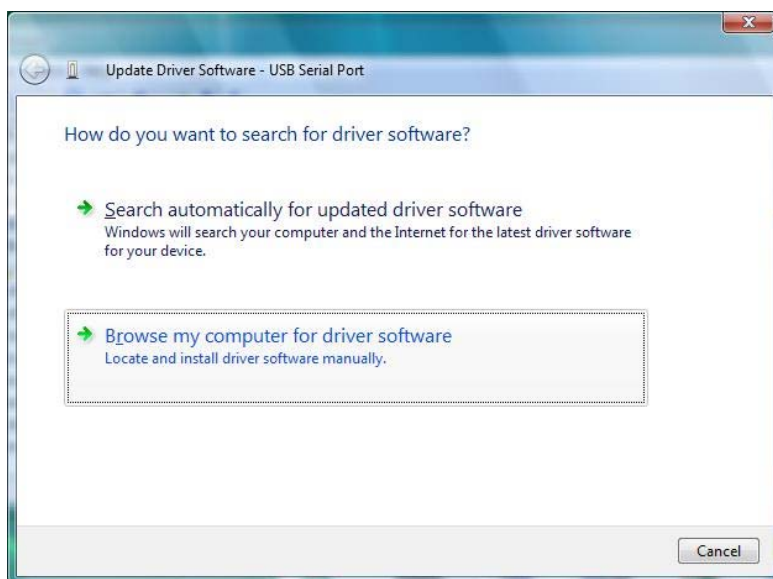 Update Driver Software - USB Serial Port
How do you want to search for driver software?
Search automatically for updated driver software
Windows will search your computer and the Internet for the latest driver software
for your device.
Browse my computer for driver software
Locate and install driver software manually.
Cancel